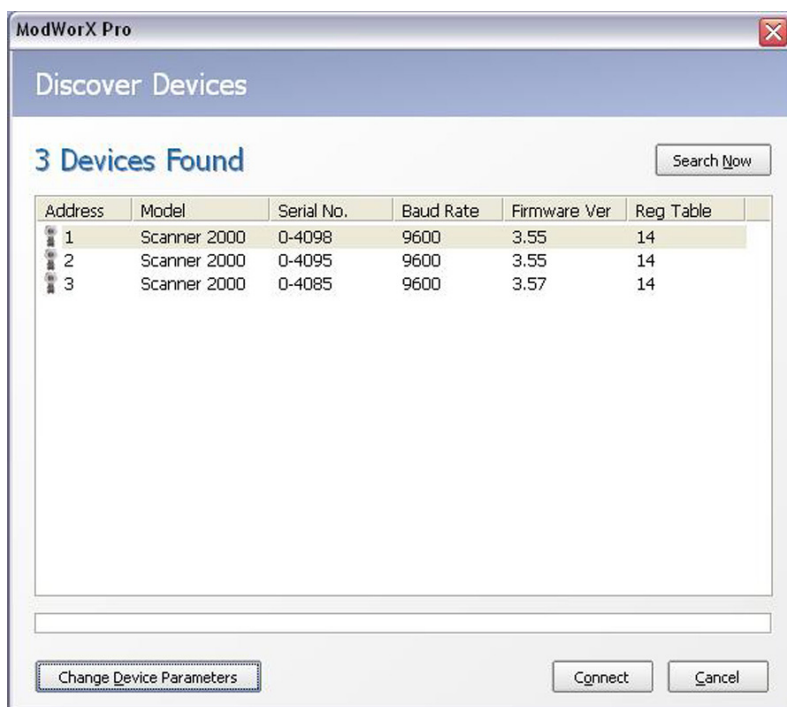 ModWorX Pro
Discover Devices
3 Devices Found
Search Now
Address Model Serial No. Baud Rate Firmware Ver Reg Table
1 Scanner 2000 0-4098 9600 3.55 14
2 Scanner 2000 0-4095 9600 3.55 14
3 Scanner 2000 0-4085 9600 3.57 14
Change Device Parameters Connect Cancel